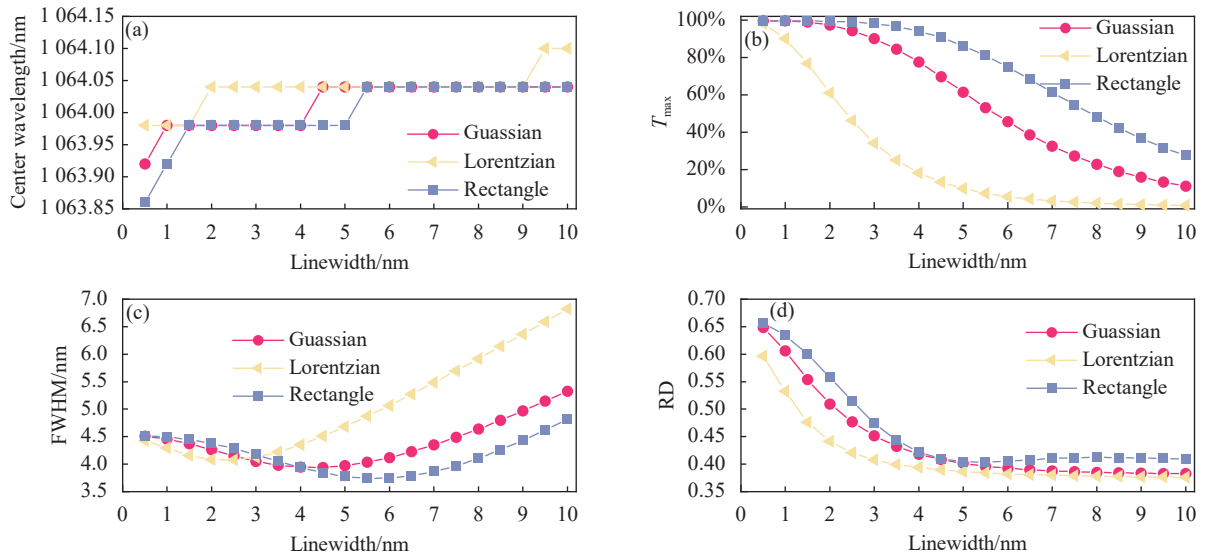 (a)
Center wavelength/nm
1 064.15
1 064.10
1 064.05
1 064.00
1 063.95
1 063.90
1 063.85
Guassian
Lorentzian
Rectangle
0 1 2 3 4 5 6 7 8 9 10
Linewidth/nm
(b)
Tmax
100%
80%
60%
40%
20%
0%
Guassian
Lorentzian
Rectangle
0 1 2 3 4 5 6 7 8 9 10
Linewidth/nm
(c)
FWHM/nm
7.0
6.5
6.0
5.5
5.0
4.5
4.0
3.5
Guassian
Lorentzian
Rectangle
0 1 2 3 4 5 6 7 8 9 10
Linewidth/nm
(d)
RD
0.70
0.65
0.60
0.55
0.50
0.45
0.40
0.35
Guassian
Lorentzian
Rectangle
0 1 2 3 4 5 6 7 8 9 10
Linewidth/nm